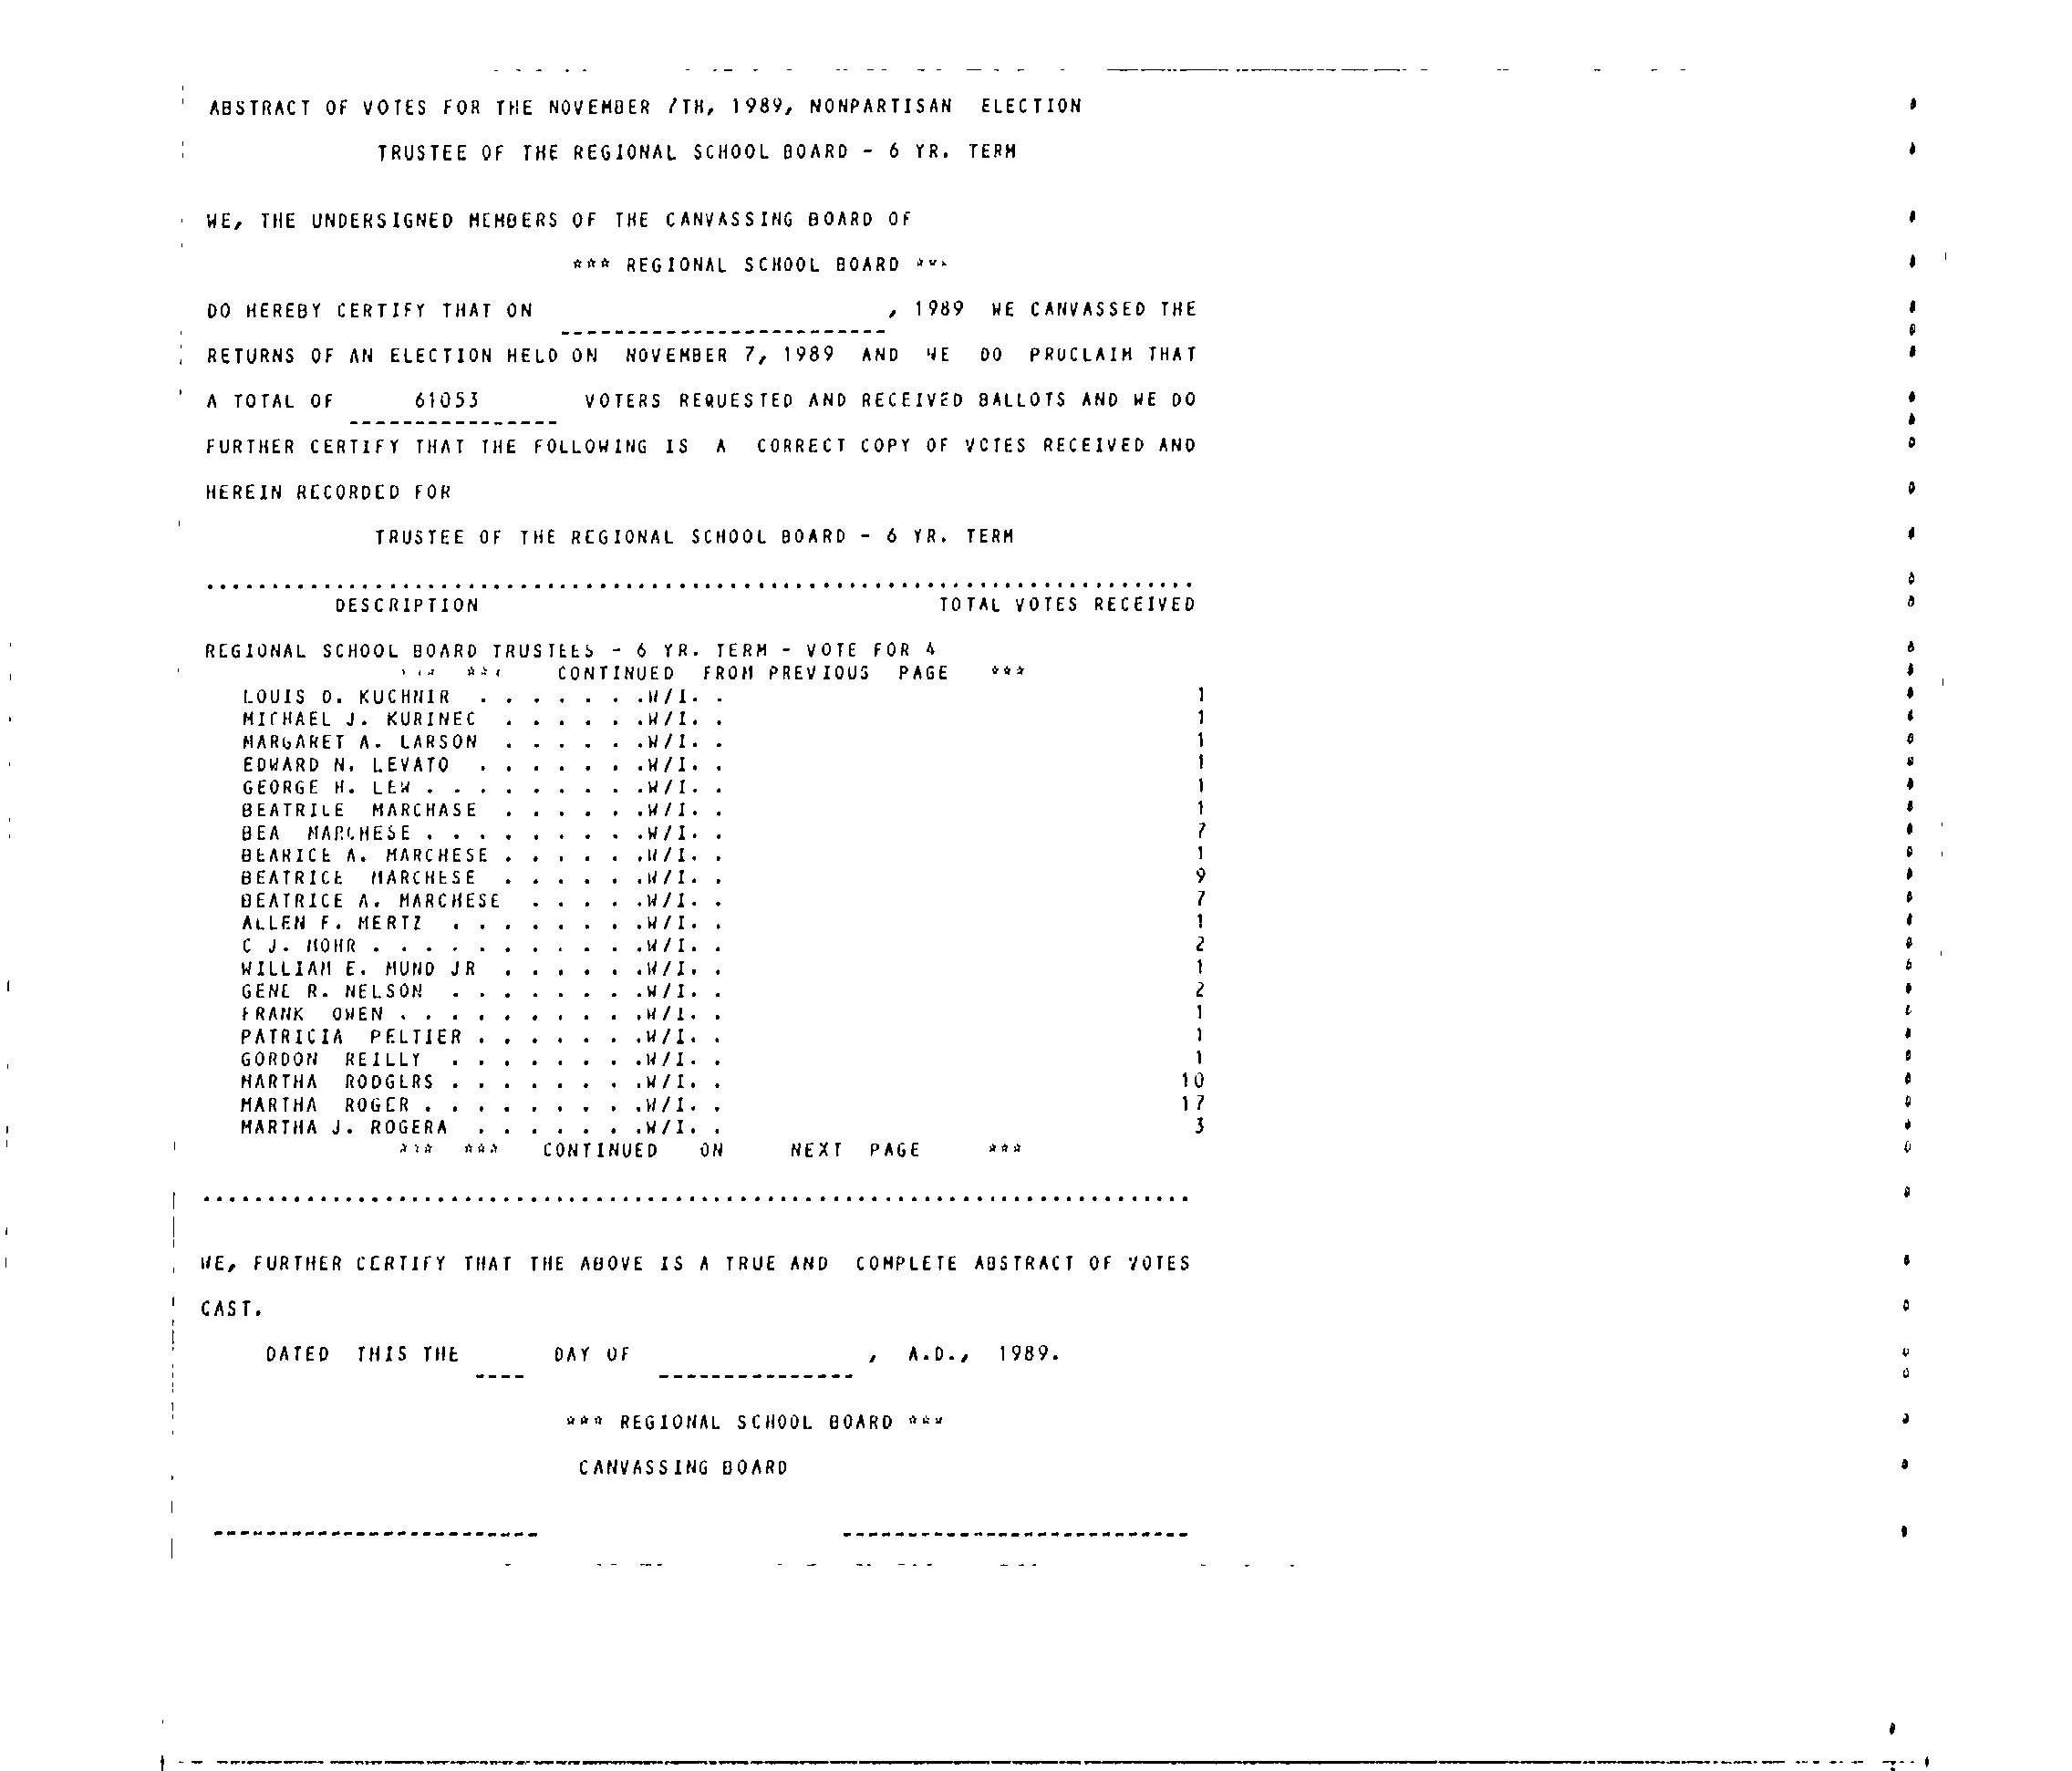 ABSTRACT OF VOTES FOR THE NOVEMBER 7TH, 1989, NONPARTISAN ELECTION
TRUSTEE OF THE REGIONAL SCHOOL BOARD - 6 YR. TERM
WE, THE UNDERSIGNED MEMBERS OF THE CANVASSING BOARD OF
*** REGIONAL SCHOOL BOARD ***
DO HEREBY CERTIFY THAT ON , 1989 WE CANVASSED THE
RETURNS OF AN ELECTION HELD ON NOVEMBER 7, 1989 AND WE DO PROCLAIM THAT
A TOTAL OF 61053 VOTERS REQUESTED AND RECEIVED BALLOTS AND WE DO
FURTHER CERTIFY THAT THE FOLLOWING IS A CORRECT COPY OF VOTES RECEIVED AND
HEREIN RECORDED FOR
TRUSTEE OF THE REGIONAL SCHOOL BOARD - 6 YR. TERM
DESCRIPTION TOTAL VOTES RECEIVED
REGIONAL SCHOOL BOARD TRUSTEES - 6 YR. TERM - VOTE FOR 4
*** *** CONTINUED FROM PREVIOUS PAGE ***
LOUIS D. KUCHNIR . . . . . . .W/I. . 1
MICHAEL J. KURINEC . . . . . .W/I. . 1
MARGARET A. LARSON . . . . . .W/I. . 1
EDWARD N. LEVATO . . . . . . .W/I. . 1
GEORGE H. LEW . . . . . . . . .W/I. . 1
BEATRILE MARCHASE . . . . . .W/I. . 1
BEA MARCHESE . . . . . . . . .W/I. . 7
BEARICE A. MARCHESE . . . . . .W/I. . 1
BEATRICE MARCHESE . . . . . .W/I. . 9
BEATRICE A. MARCHESE . . . . .W/I. . 7
ALLEN F. MERTZ . . . . . . . .W/I. . 1
C J. MOHR . . . . . . . . . . .W/I. . 2
WILLIAM E. MUND JR . . . . . .W/I. . 1
GENE R. NELSON . . . . . . . .W/I. . 2
FRANK OWEN . . . . . . . . . .W/I. . 1
PATRICIA PELTIER . . . . . . .W/I. . 1
GORDON REILLY . . . . . . . .W/I. . 1
MARTHA RODGERS . . . . . . . .W/I. . 10
MARTHA ROGER . . . . . . . . .W/I. . 17
MARTHA J. ROGERA . . . . . . .W/I. . 3
*** *** CONTINUED ON NEXT PAGE ***
WE, FURTHER CERTIFY THAT THE ABOVE IS A TRUE AND COMPLETE ABSTRACT OF VOTES
CAST.
DATED THIS THE DAY OF , A.D., 1989.
*** REGIONAL SCHOOL BOARD ***
CANVASSING BOARD